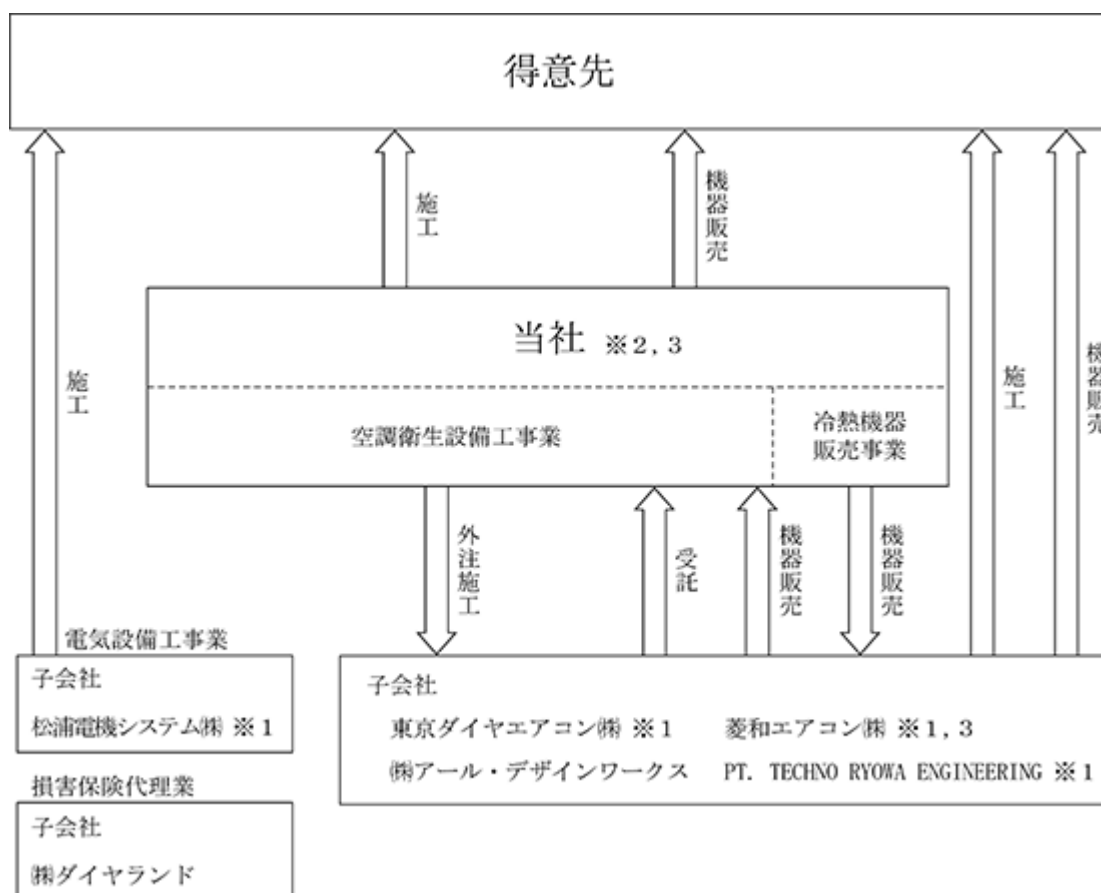 得意先
施工
機器販売
施工
施工
機器販売
当社 ※2,3
空調衛生設備工事業
冷熱機器
販売事業
外注施工
受託
機器販売
機器販売
電気設備工事業
子会社
松浦電機システム㈱ ※1
損害保険代理業
子会社
㈱ダイヤランド
子会社
東京ダイヤエアコン㈱ ※1 菱和エアコン㈱ ※1,3
㈱アール・デザインワークス PT. TECHNO RYOWA ENGINEERING ※1